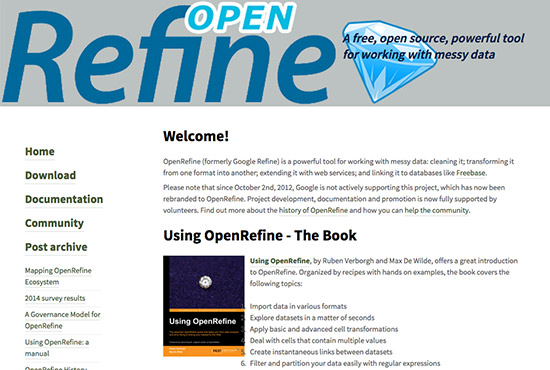 OPEN
Refine
A free, open source, powerful tool
for working with messy data
Home
Download
Documentation
Community
Post archive
Mapping OpenRefine
Ecosystem
2014 survey results
A Governance Model for
OpenRefine
Using OpenRefine: a
manual
OpenRefine History
Welcome!
OpenRefine (formerly Google Refine) is a powerful tool for working with messy data: cleaning it; transforming it
from one format into another; extending it with web services; and linking it to databases like Freebase.
Please note that since October 2nd, 2012, Google is not actively supporting this project, which has now been
rebranded to OpenRefine. Project development, documentation and promotion is now fully supported by
volunteers. Find out more about the history of OpenRefine and how you can help the community.
Using OpenRefine - The Book
Using OpenRefine
Using OpenRefine, by Ruben Verborgh and Max De Wilde, offers a great introduction
to OpenRefine. Organized by recipes with hands on examples, the book covers the
following topics:
1. Import data in various formats
2. Explore datasets in a matter of seconds
3. Apply basic and advanced cell transformations
4. Deal with cells that contain multiple values
5. Create instantaneous links between datasets
6. Filter and partition your data easily with regular expressions